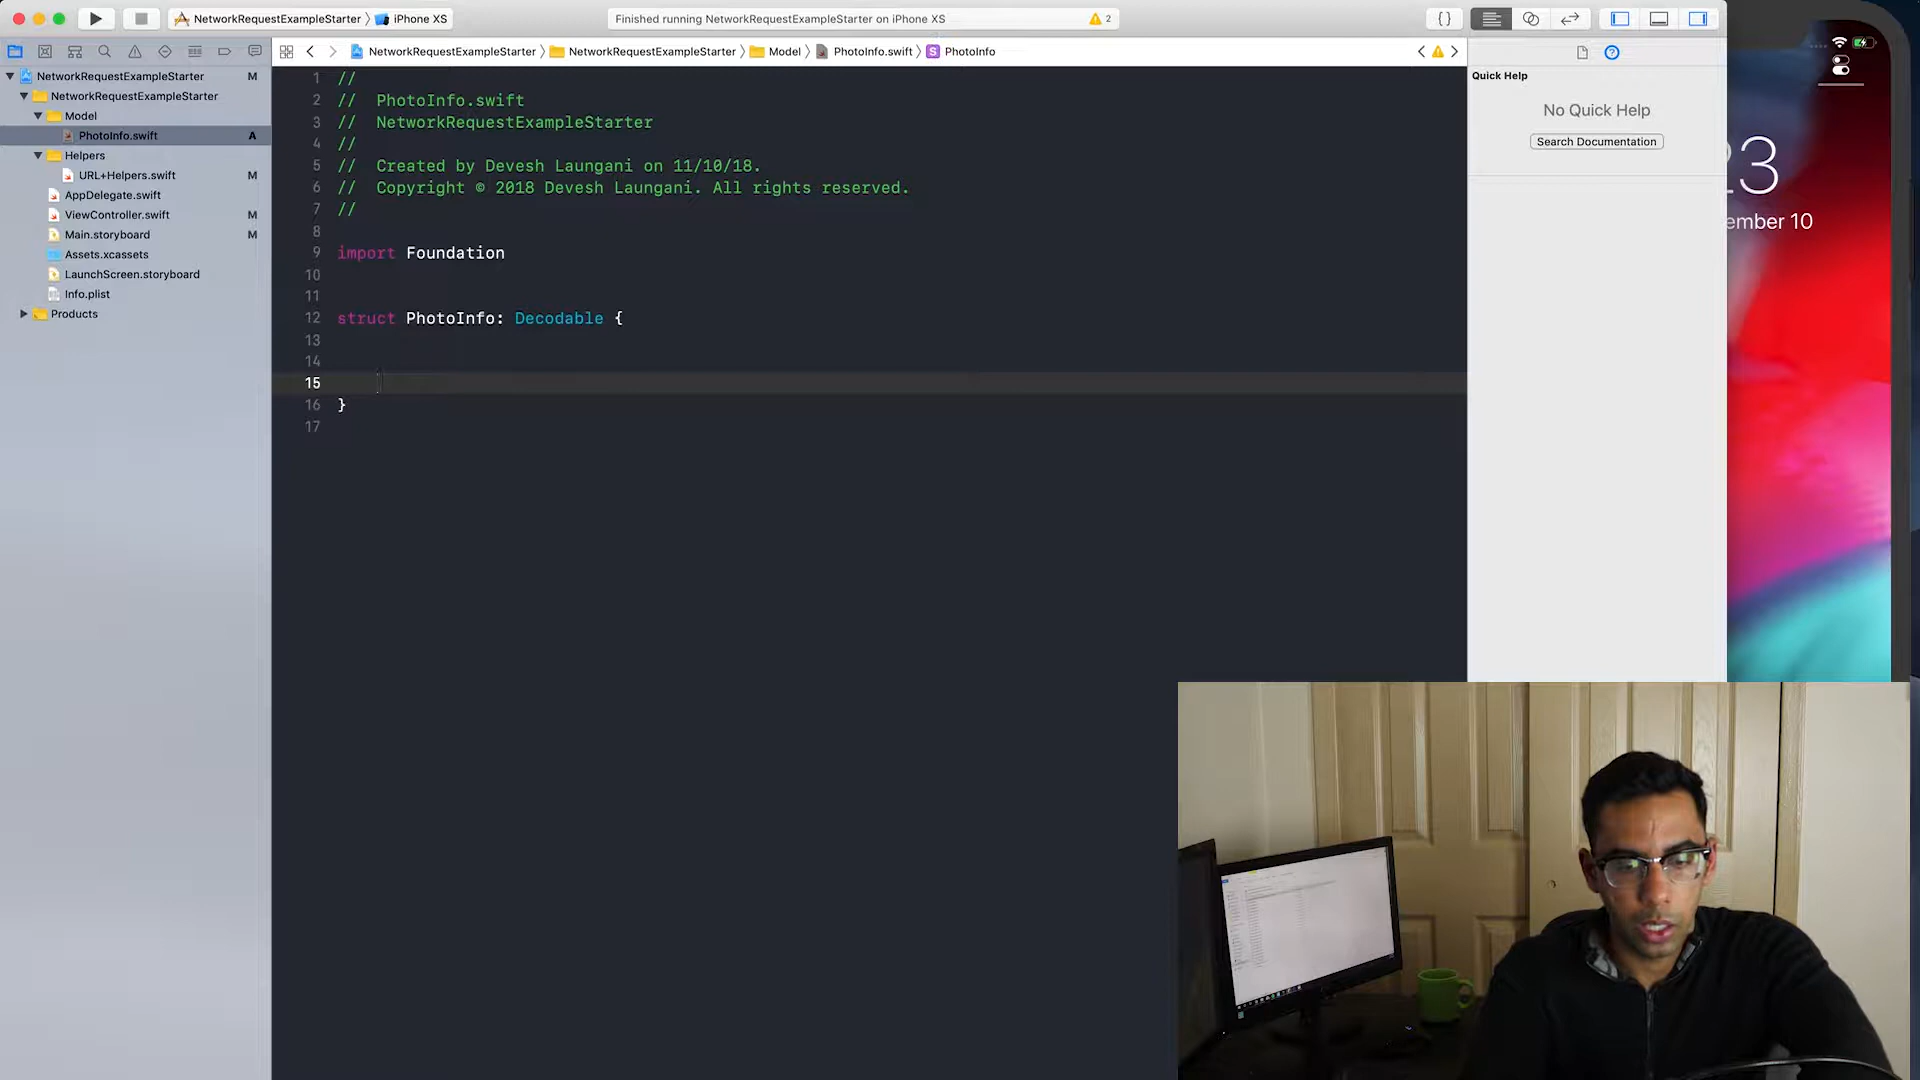 NetworkRequestExampleStarter › iPhone XS
Finished running NetworkRequestExampleStarter on iPhone XS
2
NetworkRequestExampleStarter › NetworkRequestExampleStarter › Model › PhotoInfo.swift › S PhotoInfo
NetworkRequestExampleStarter M
NetworkRequestExampleStarter
Model
PhotoInfo.swift A
Helpers
URL+Helpers.swift M
AppDelegate.swift
ViewController.swift M
Main.storyboard M
Assets.xcassets
LaunchScreen.storyboard
Info.plist
Products
1 //
2 // PhotoInfo.swift
3 // NetworkRequestExampleStarter
4 //
5 // Created by Devesh Laungani on 11/10/18.
6 // Copyright © 2018 Devesh Laungani. All rights reserved.
7 //
8
9 import Foundation
10
11
12 struct PhotoInfo: Decodable {
13
14
15
16 }
17
Quick Help
No Quick Help
Search Documentation
23
ember 10